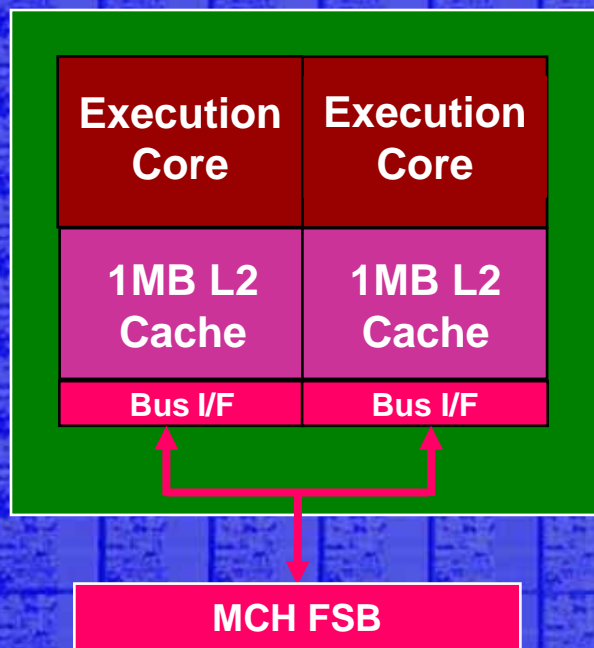 Execution
Core
Execution
Core
1MB L2
Cache
1MB L2
Cache
Bus I/F
Bus I/F
MCH FSB